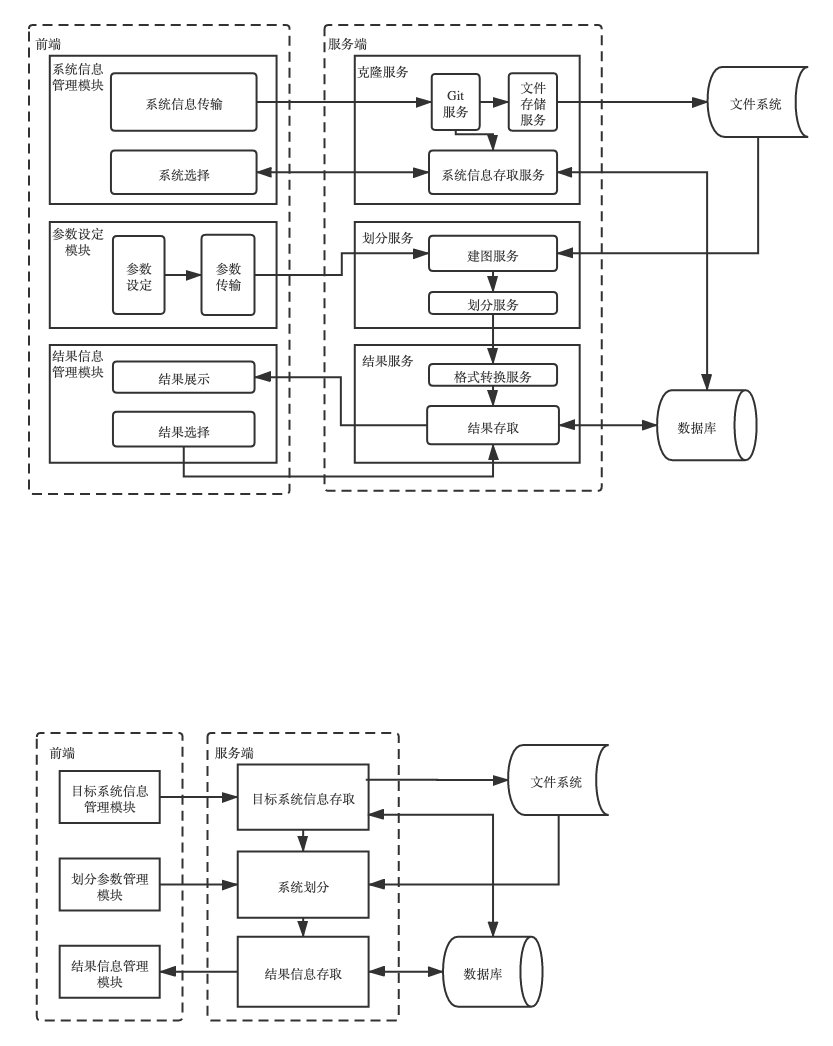 前端
系统信息
管理模块
系统信息传输
系统选择
参数设定
模块
参数
设定
参数
传输
结果信息
管理模块
结果展示
结果选择
服务端
克隆服务
Git
服务
文件
存储
服务
系统信息存取服务
划分服务
建图服务
划分服务
结果服务
格式转换服务
结果存取
文件系统
数据库
前端
目标系统信息
管理模块
划分参数管理
模块
结果信息管理
模块
服务端
目标系统信息存取
系统划分
结果信息存取
文件系统
数据库